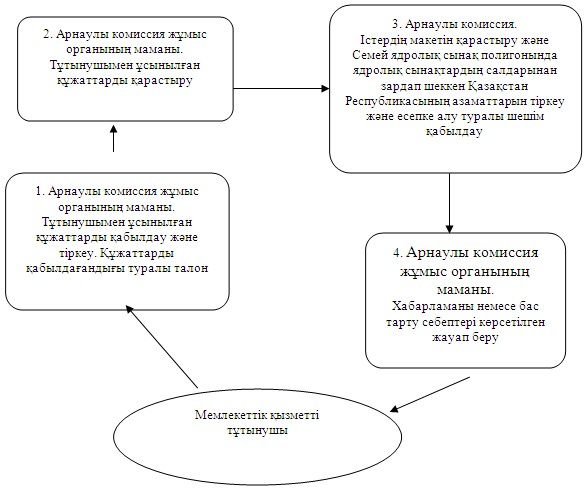 2. Арнаулы комиссия жұмыс
органының маманы.
Тұтынушымен ұсынылған
құжаттарды қарастыру
3. Арнаулы комиссия.
Істердің макетін қарастыру және
Семей ядролық сынақ полигонында
ядролық сынақтардың салдарынан
зардап шеккен Қазақстан
Республикасының азаматтарын тіркеу
және есепке алу туралы шешім
қабылдау
1. Арнаулы комиссия жұмыс
органының маманы.
Тұтынушымен ұсынылған
құжаттарды қабылдау және
тіркеу. Құжаттарды
қабылдағандығы туралы талон
4. Арнаулы комиссия
жұмыс органының
маманы.
Хабарламаны немесе бас
тарту себептері көрсетілген
жауап беру
Мемлекеттік қызметті
тұтынушы